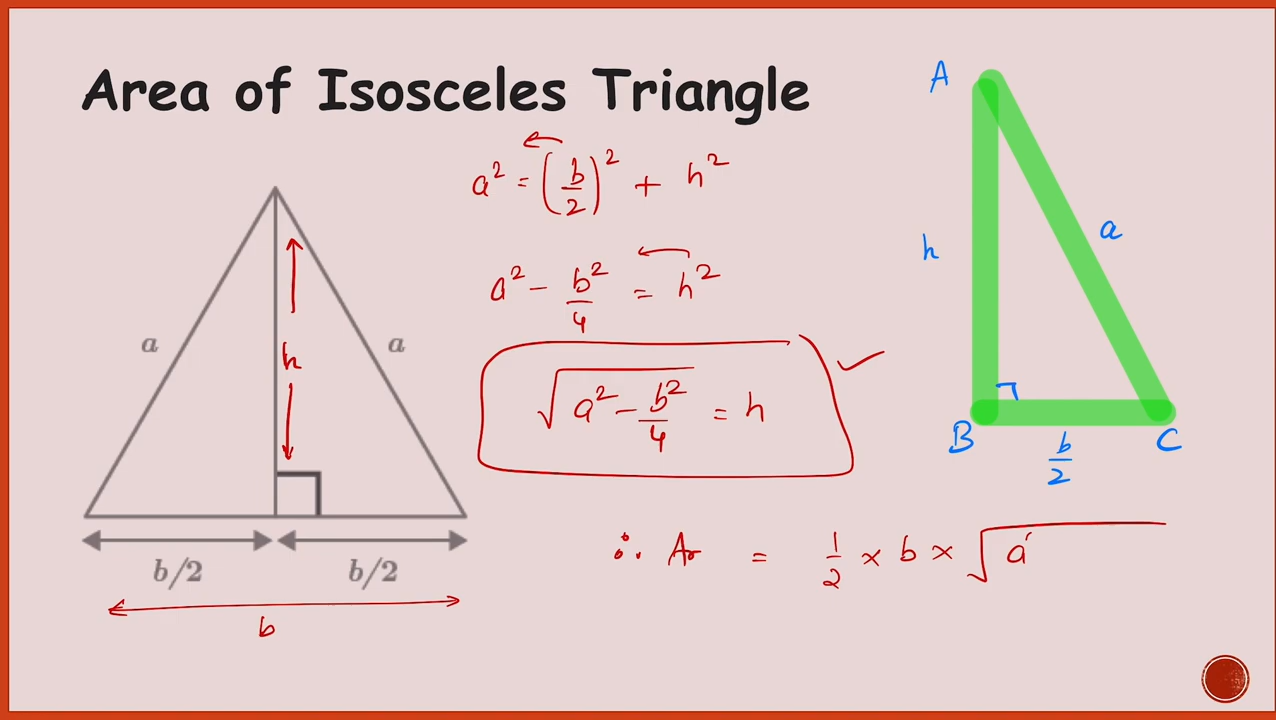 Area of Isosceles Triangle
a² = (b/2)² + h²
a² - b²/4 = h²
√(a² - b²/4) = h
∴ Ar = 1/2 × b × √a
a
h
a
b/2
b/2
b
A
h
a
B
b/2
C